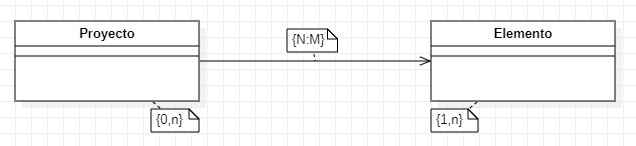 Proyecto
{N:M}
Elemento
{0,n}
{1,n}